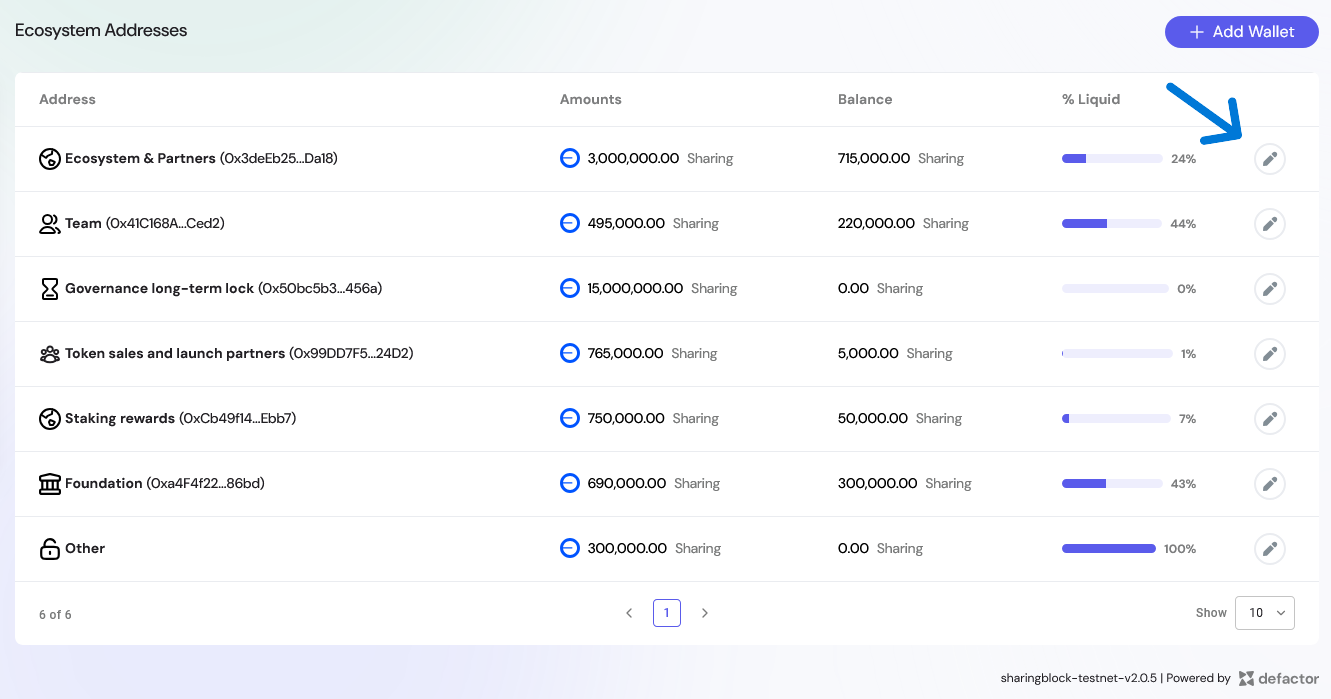 Ecosystem Addresses
+ Add Wallet
Address Amounts Balance % Liquid
Ecosystem & Partners (0x3deEb25...Da18) 3,000,000.00 Sharing 715,000.00 Sharing 24%
Team (0x41C168A...Ced2) 495,000.00 Sharing 220,000.00 Sharing 44%
Governance long-term lock (0x50bc5b3...456a) 15,000,000.00 Sharing 0.00 Sharing 0%
Token sales and launch partners (0x99DD7F5...24D2) 765,000.00 Sharing 5,000.00 Sharing 1%
Staking rewards (0xCb49f14...Ebb7) 750,000.00 Sharing 50,000.00 Sharing 7%
Foundation (0xa4F4f22...86bd) 690,000.00 Sharing 300,000.00 Sharing 43%
Other 300,000.00 Sharing 0.00 Sharing 100%
6 of 6 1 Show 10
sharingblock-testnet-v2.0.5 | Powered by defactor